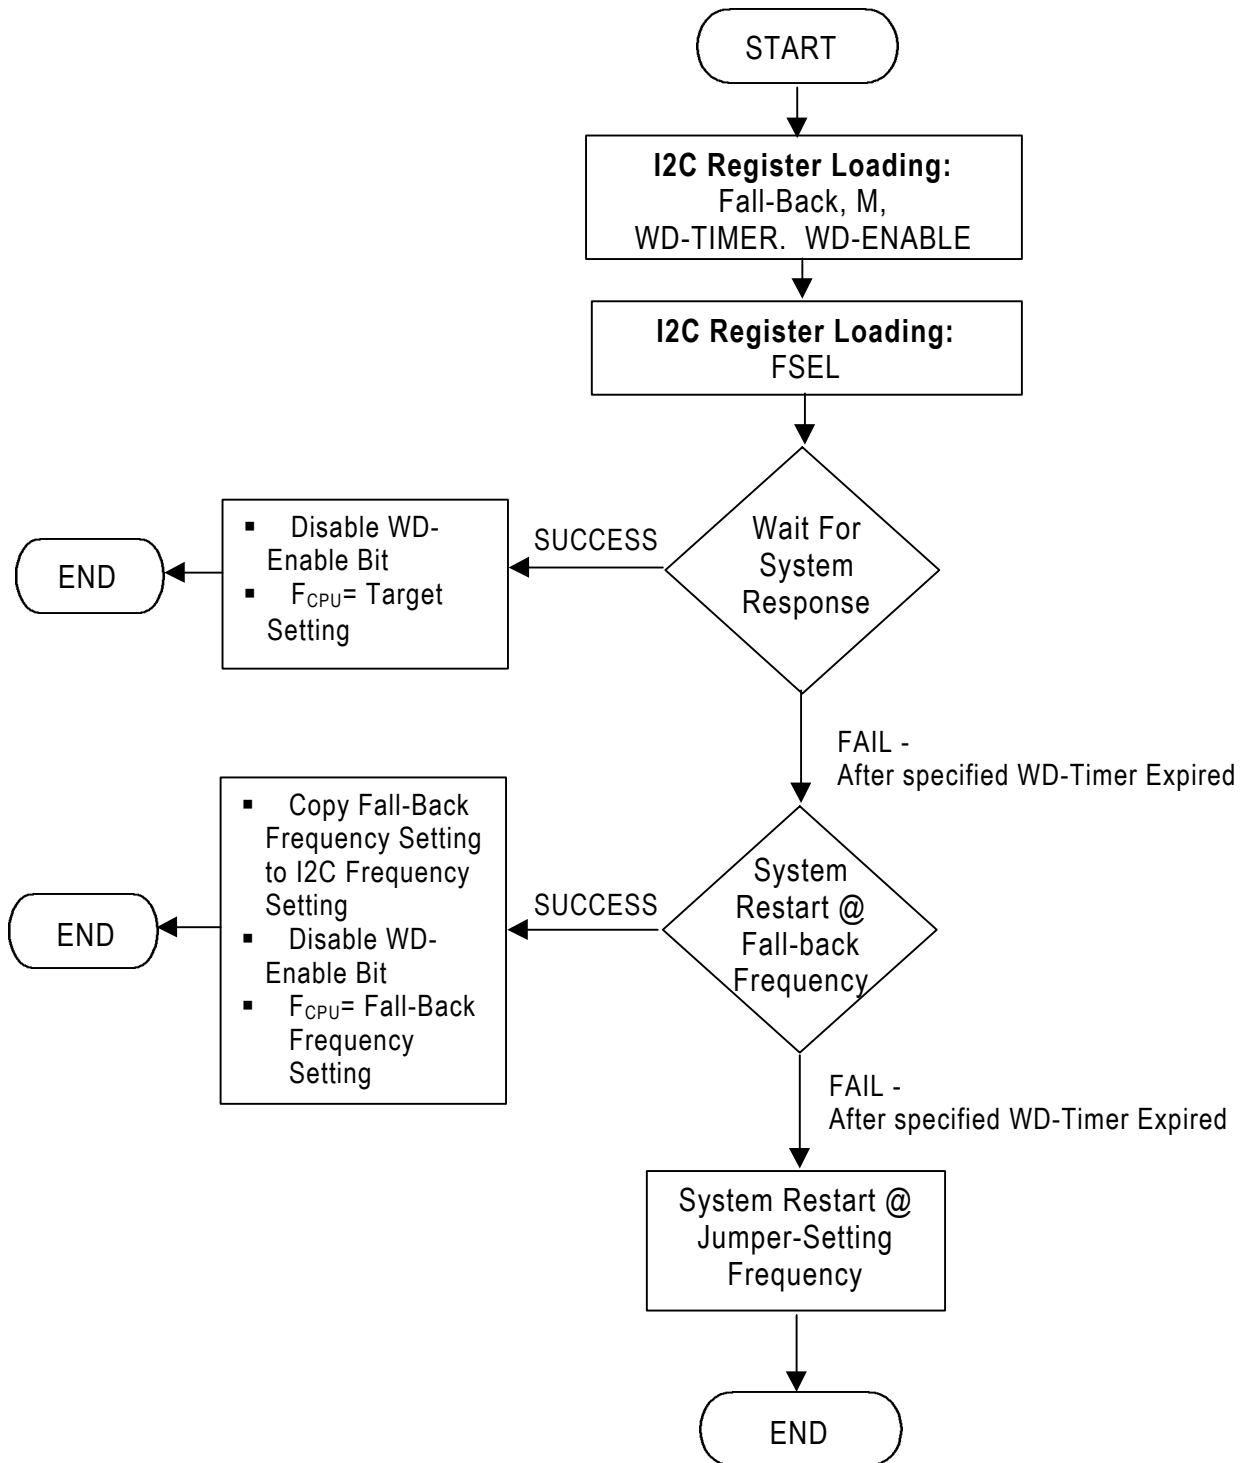 START
I2C Register Loading:
Fall-Back, M,
WD-TIMER. WD-ENABLE
I2C Register Loading:
FSEL
Wait For
System
Response
SUCCESS
▪ Disable WD-
Enable Bit
▪ FCPU= Target
Setting
END
FAIL -
After specified WD-Timer Expired
System
Restart @
Fall-back
Frequency
SUCCESS
▪ Copy Fall-Back
Frequency Setting
to I2C Frequency
Setting
▪ Disable WD-
Enable Bit
▪ FCPU= Fall-Back
Frequency
Setting
END
FAIL -
After specified WD-Timer Expired
System Restart @
Jumper-Setting
Frequency
END